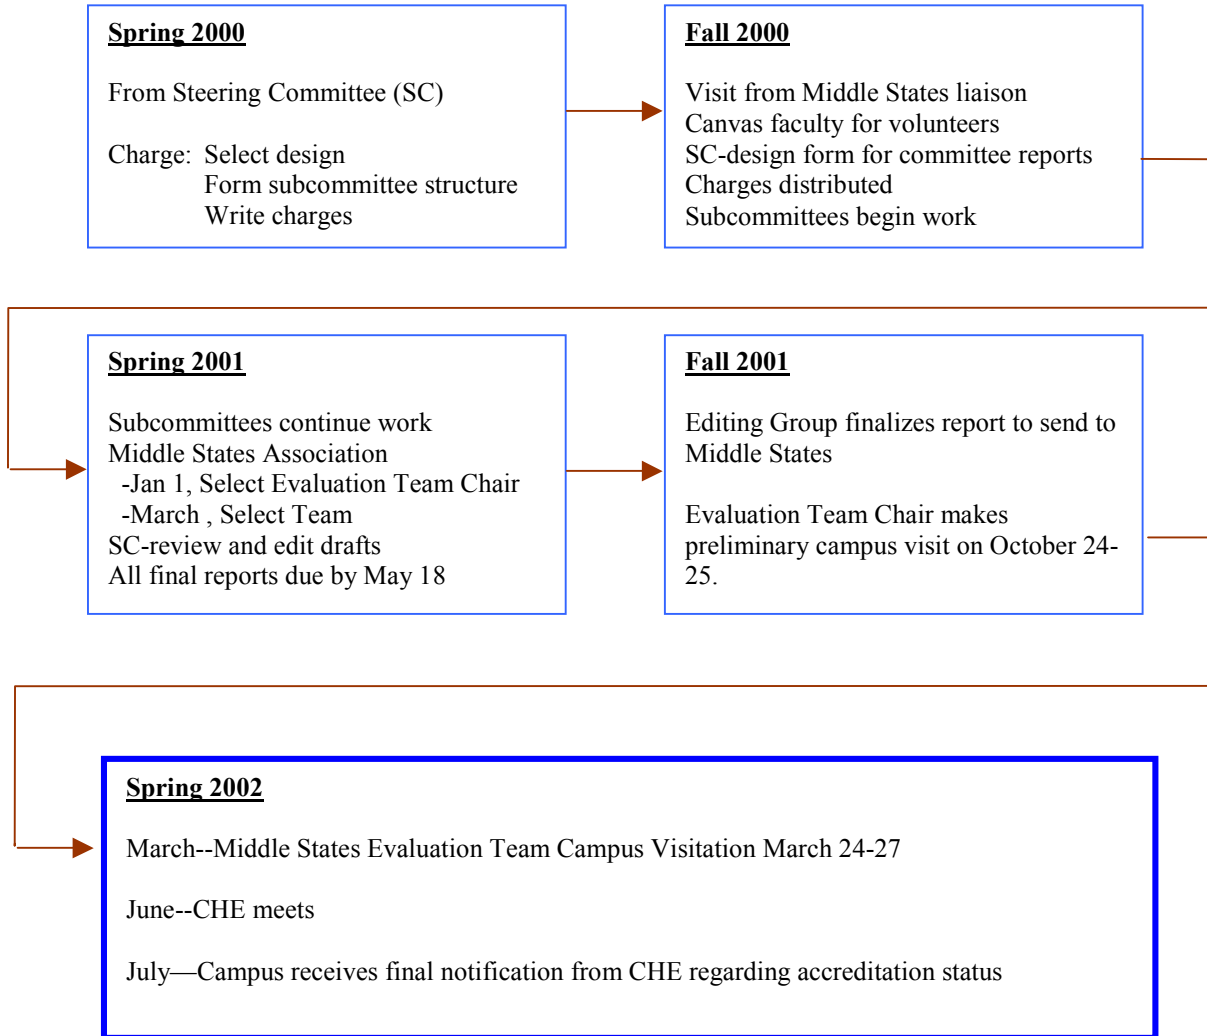 Spring 2000
From Steering Committee (SC)
Charge: Select design
Form subcommittee structure
Write charges
Fall 2000
Visit from Middle States liaison
Canvas faculty for volunteers
SC-design form for committee reports
Charges distributed
Subcommittees begin work
Spring 2001
Subcommittees continue work
Middle States Association
-Jan 1, Select Evaluation Team Chair
-March , Select Team
SC-review and edit drafts
All final reports due by May 18
Fall 2001
Editing Group finalizes report to send to
Middle States
Evaluation Team Chair makes
preliminary campus visit on October 24-
25.
Spring 2002
March--Middle States Evaluation Team Campus Visitation March 24-27
June--CHE meets
July—Campus receives final notification from CHE regarding accreditation status